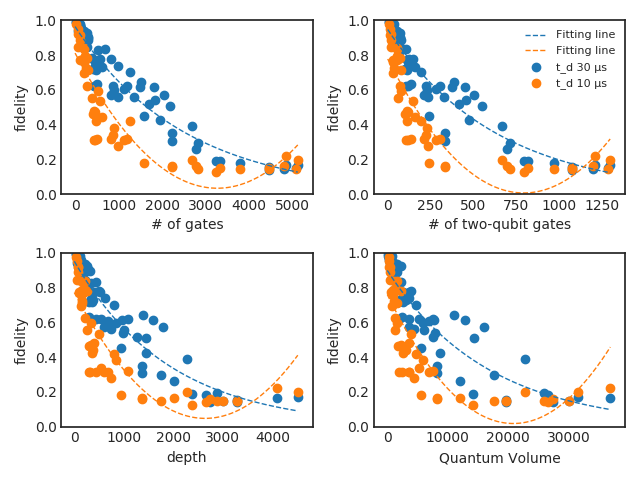 1.0
0.8
0.6
0.4
0.2
0.0
fidelity
0 1000 2000 3000 4000 5000
# of gates
1.0
0.8
0.6
0.4
0.2
0.0
fidelity
Fitting line
Fitting line
t_d 30 μs
t_d 10 μs
0 250 500 750 1000 1250
# of two-qubit gates
1.0
0.8
0.6
0.4
0.2
0.0
fidelity
0 1000 2000 3000 4000
depth
1.0
0.8
0.6
0.4
0.2
0.0
fidelity
0 10000 20000 30000
Quantum Volume